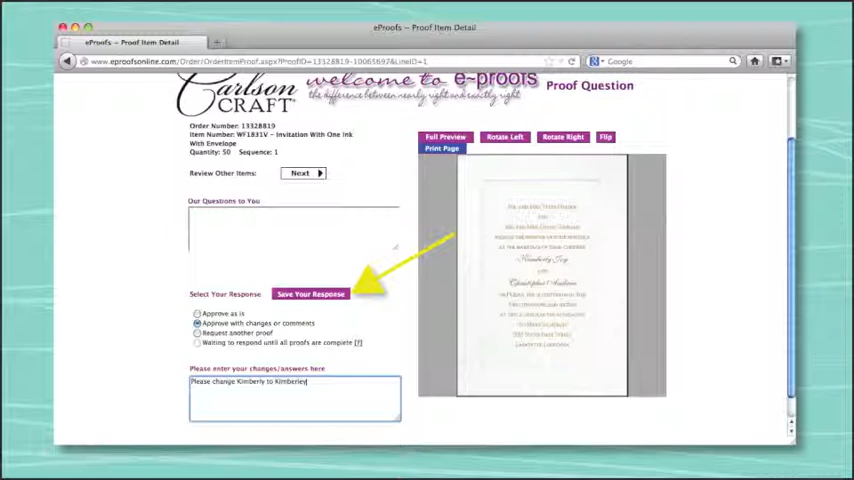 eProofs – Proof Item Detail
eProofs – Proof Item Detail
+
www.eproofsonline.com/Order/OrderItemProof.aspx?ProofID=13328819-10065697&LineID=1
Google
Carlson
CRAFT
welcome to e-proofs
the difference between nearly right and exactly right
Proof Question
Order Number: 13328819
Item Number: WF1831V – Invitation With One Ink
With Envelope
Quantity: 50 Sequence: 1
Review Other Items: Next
Full Preview Rotate Left Rotate Right Flip
Print Page
Our Questions to You
Select Your Response Save Your Response
Approve as is
Approve with changes or comments
Request another proof
Waiting to respond until all proofs are complete [?]
Please enter your changes/answers here
Please change Kimberly to Kimberley
Kimberly Joy
AND
Christopher Andrew